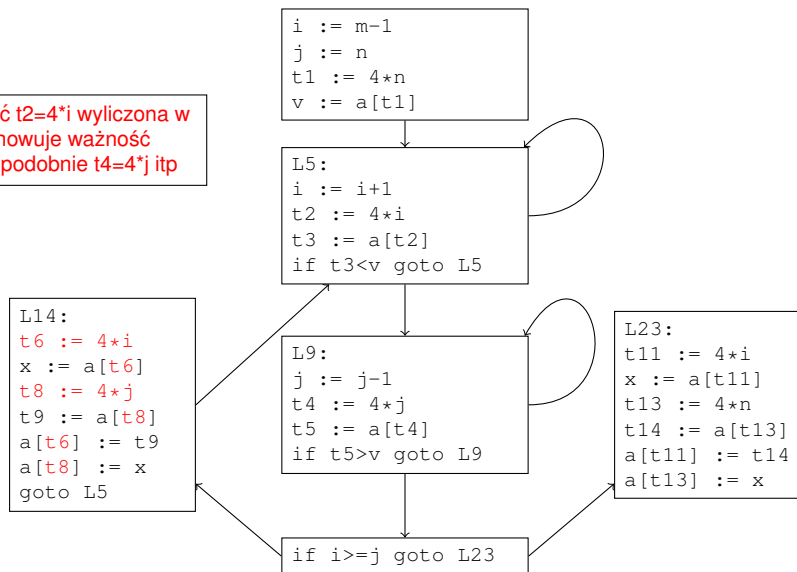 i := m-1
j := n
t1 := 4*n
v := a[t1]
t2=4*i wyliczona w
ważność
podobnie t4=4*j itp
L5:
i := i+1
t2 := 4*i
t3 := a[t2]
if t3<v goto L5
L14:
t6 := 4*i
x := a[t6]
t8 := 4*j
t9 := a[t8]
a[t6] := t9
a[t8] := x
goto L5
L9:
j := j-1
t4 := 4*j
t5 := a[t4]
if t5>v goto L9
L23:
t11 := 4*i
x := a[t11]
t13 := 4*n
t14 := a[t13]
a[t11] := t14
a[t13] := x
if i>=j goto L23